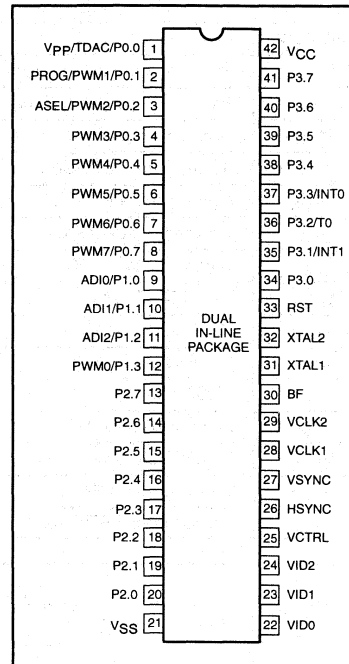 VPP/TDAC/P0.0 1 42 VCC
PROG/PWM1/P0.1 2 41 P3.7
ASEL/PWM2/P0.2 3 40 P3.6
PWM3/P0.3 4 39 P3.5
PWM4/P0.4 5 38 P3.4
PWM5/P0.5 6 37 P3.3/INT0
PWM6/P0.6 7 36 P3.2/T0
PWM7/P0.7 8 35 P3.1/INT1
ADI0/P1.0 9 34 P3.0
ADI1/P1.1 10 33 RST
ADI2/P1.2 11 32 XTAL2
PWM0/P1.3 12 31 XTAL1
P2.7 13 30 BF
P2.6 14 29 VCLK2
P2.5 15 28 VCLK1
P2.4 16 27 VSYNC
P2.3 17 26 HSYNC
P2.2 18 25 VCTRL
P2.1 19 24 VID2
P2.0 20 23 VID1
VSS 21 22 VID0
DUAL
IN-LINE
PACKAGE